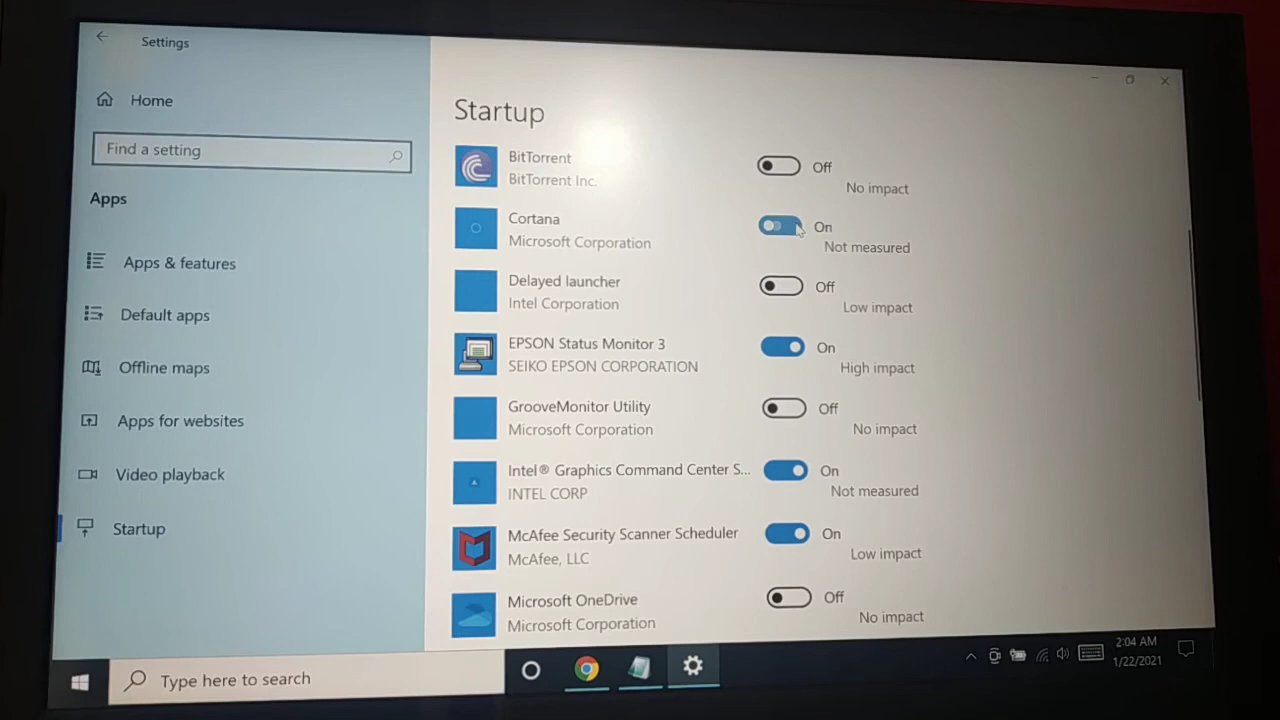 Settings
Home
Find a setting
Apps
Apps & features
Default apps
Offline maps
Apps for websites
Video playback
Startup
Startup
BitTorrent
BitTorrent Inc.
Off
No impact
Cortana
Microsoft Corporation
On
Not measured
Delayed launcher
Intel Corporation
Off
Low impact
EPSON Status Monitor 3
SEIKO EPSON CORPORATION
On
High impact
GrooveMonitor Utility
Microsoft Corporation
Off
No impact
Intel® Graphics Command Center S...
INTEL CORP
On
Not measured
McAfee Security Scanner Scheduler
McAfee, LLC
On
Low impact
Microsoft OneDrive
Microsoft Corporation
Off
No impact
Type here to search
2:04 AM
1/22/2021